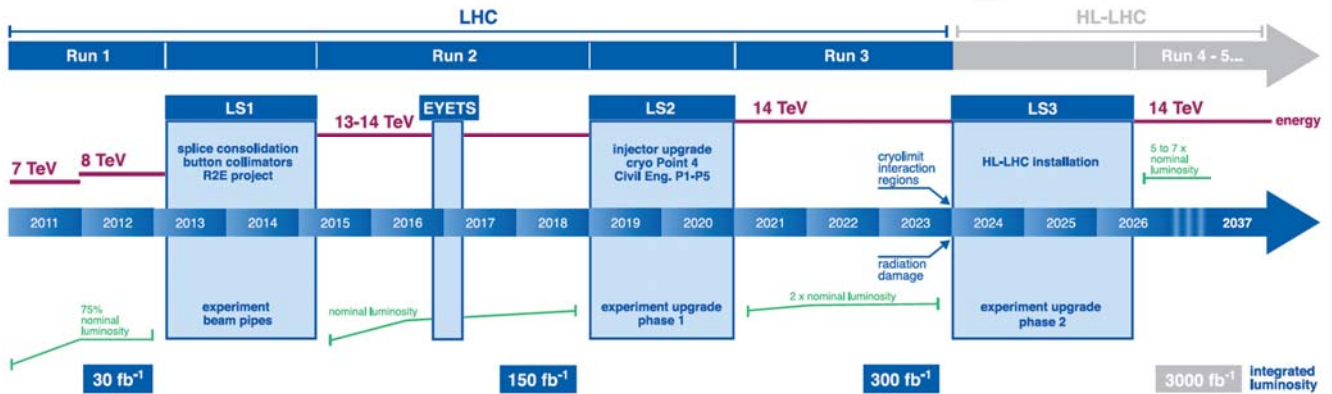 LHC
HL-LHC
Run 1
Run 2
Run 3
Run 4 - 5...
LS1
EYETS
LS2
LS3
7 TeV
8 TeV
13-14 TeV
14 TeV
14 TeV
energy
splice consolidation
button collimators
R2E project
injector upgrade
cryo Point 4
Civil Eng. P1-P5
cryolimit
interaction
regions
HL-LHC installation
5 to 7 x
nominal
luminosity
2011
2012
2013
2014
2015
2016
2017
2018
2019
2020
2021
2022
2023
2024
2025
2026
2037
75%
nominal
luminosity
experiment
beam pipes
nominal luminosity
experiment upgrade
phase 1
2 x nominal luminosity
radiation
damage
experiment upgrade
phase 2
30 fb⁻¹
150 fb⁻¹
300 fb⁻¹
3000 fb⁻¹
integrated
luminosity